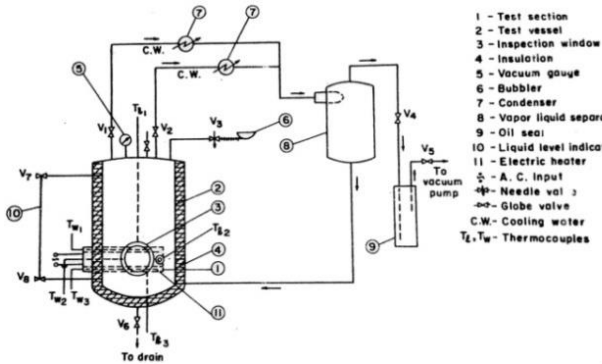 7
7
C.W.
C.W.
5
Tℓ1
V1
V2
V3
6
V4
8
V5
To vacuum pump
V7
2
10
3
Tw1
Tℓ2
4
9
V8
1
Tw2
Tw3
11
V6
Tℓ3
To drain
1 - Test section
2 - Test vessel
3 - Inspection window
4 - Insulation
5 - Vacuum gauge
6 - Bubbler
7 - Condenser
8 - Vapor liquid separ
9 - Oil seal
10 - Liquid level indica
11 - Electric heater
- A. C. Input
- Needle val
- Globe valve
C.W. - Cooling water
Tℓ, Tw - Thermocouples